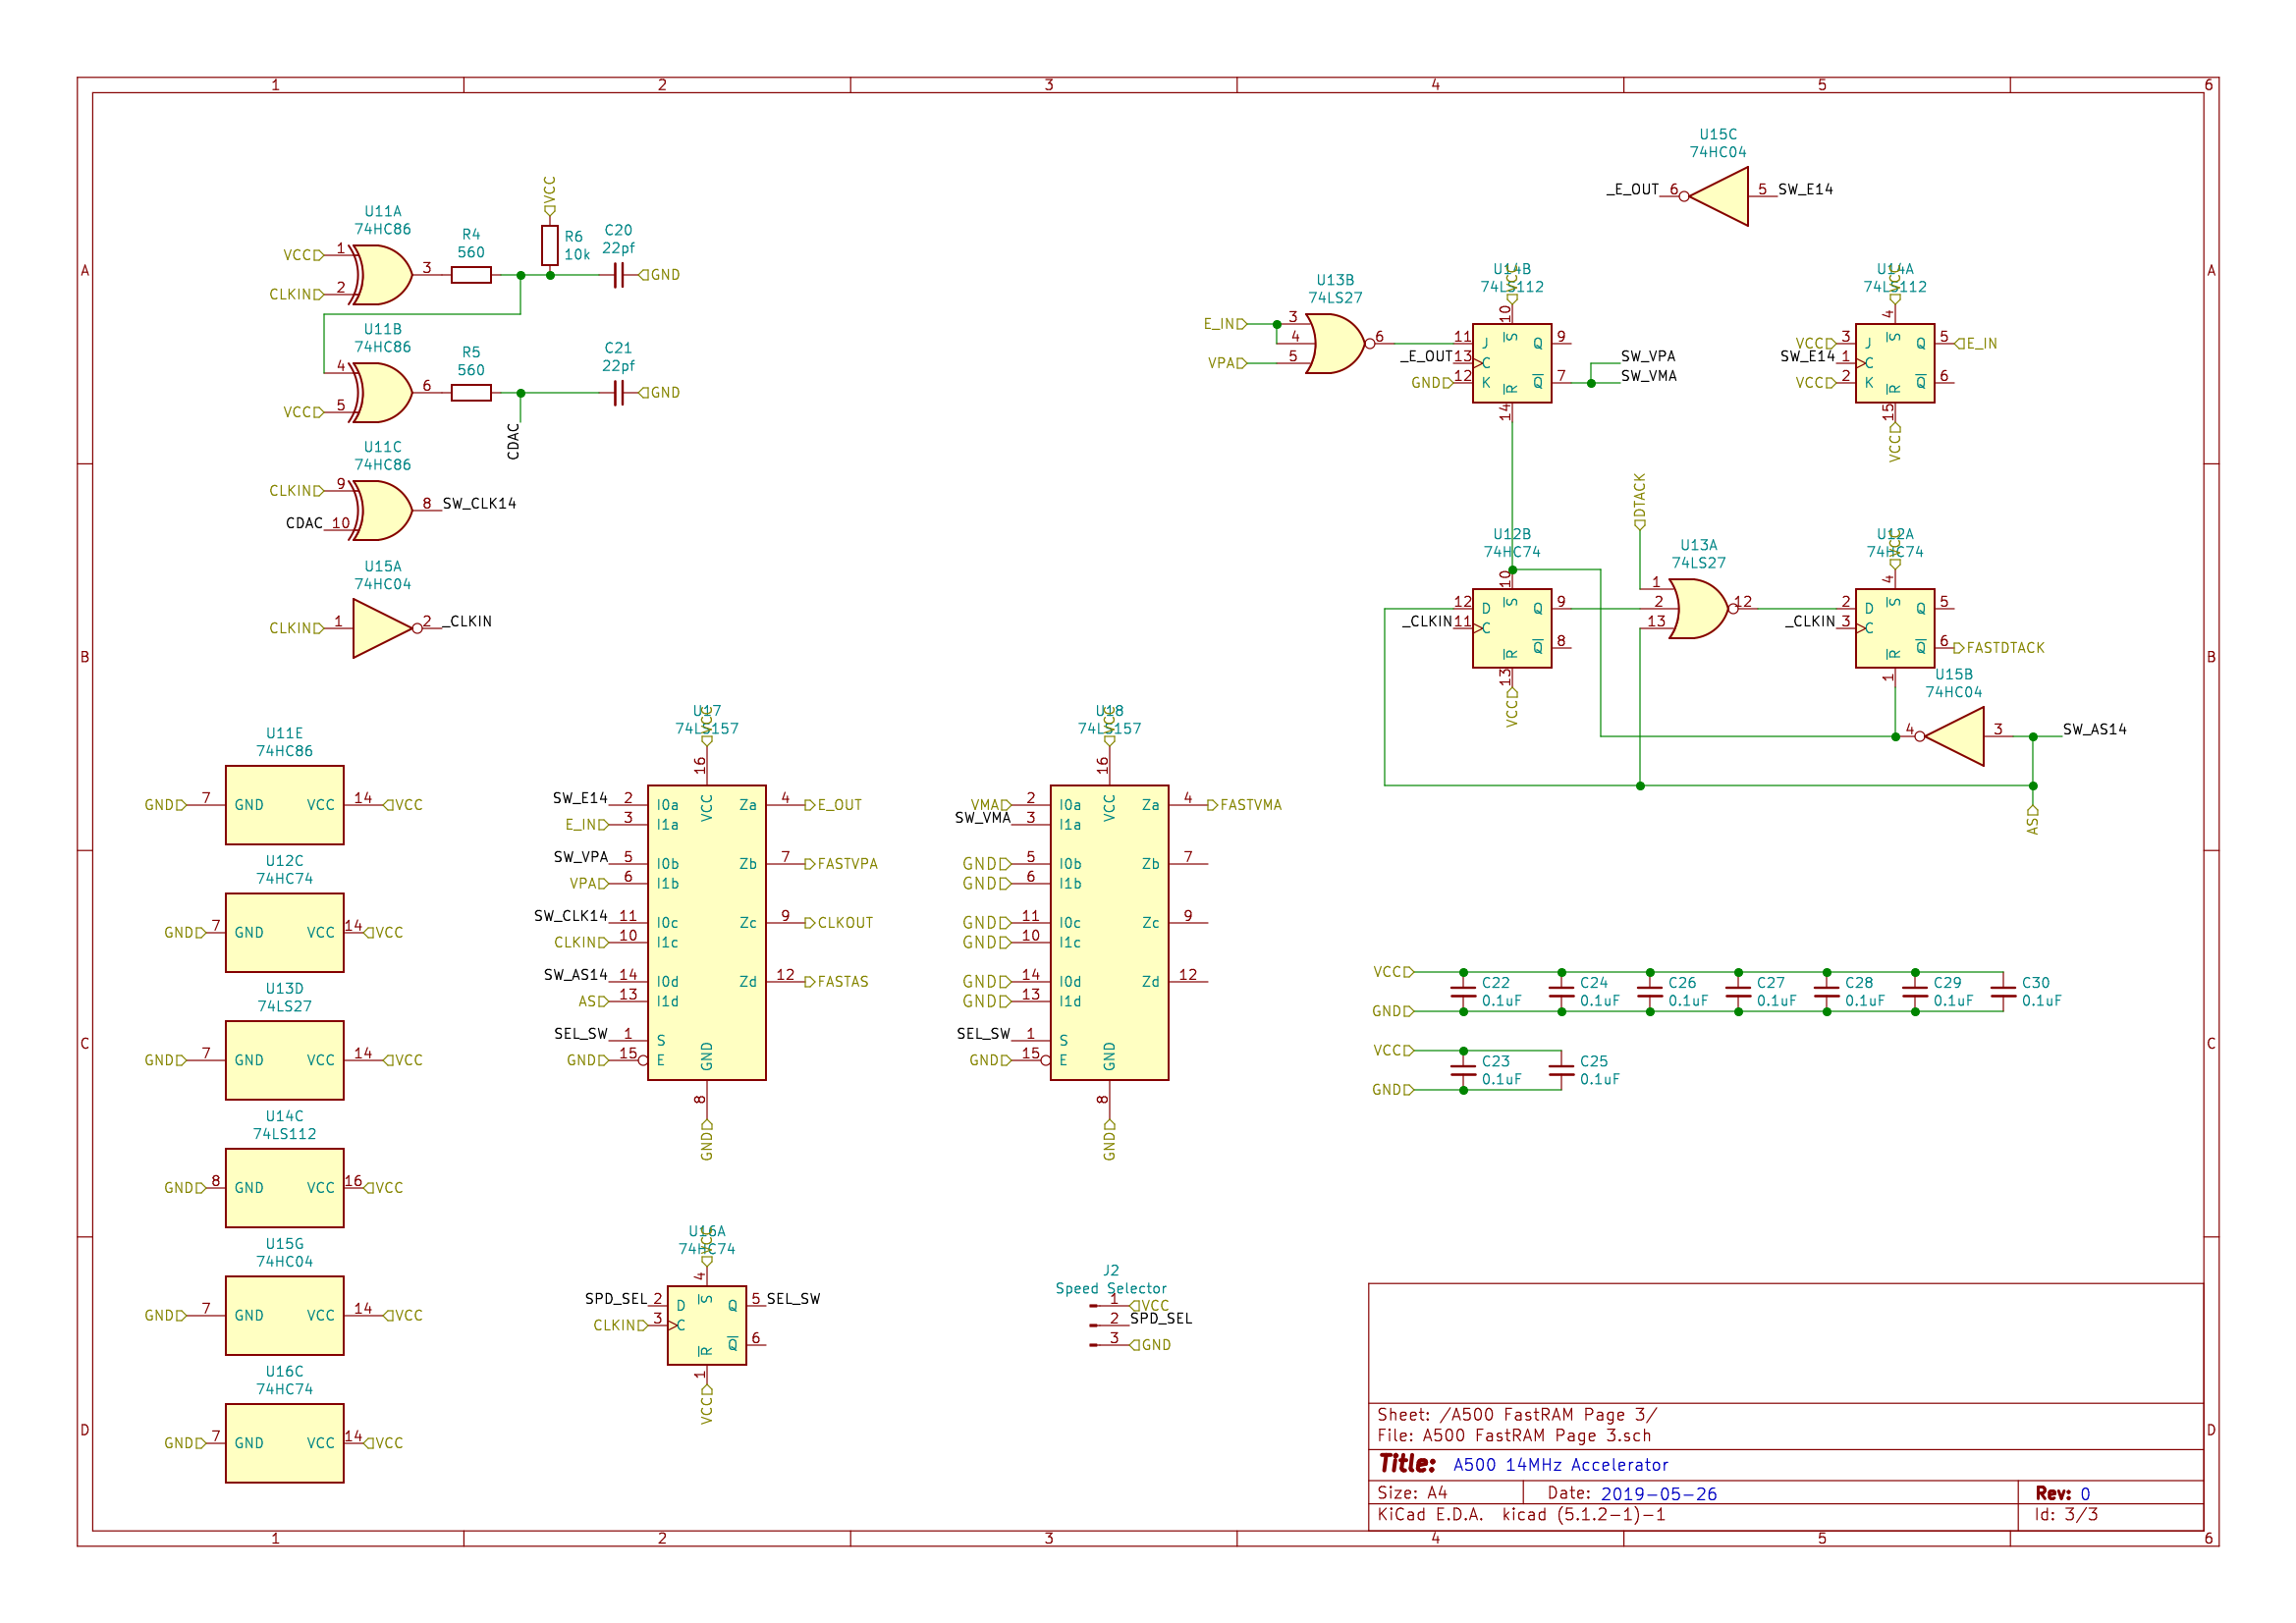 1 2 3 4 5 6
A
B
C
D
A
B
C
D
U11A
74HC86
VCC 1
CLKIN 2
3
R4
560
VCC
R6
10k
C20
22pf
GND
U11B
74HC86
4
VCC 5
6
R5
560
C21
22pf
GND
CDAC
U11C
74HC86
CLKIN 9
CDAC 10
8 SW_CLK14
U15A
74HC04
CLKIN 1 2 _CLKIN
U15C
74HC04
_E_OUT 6 5 SW_E14
U13B
74LS27
E_IN 3
4
VPA 5
6
U14B
74LS112
VCC
10
11 J S Q 9
_E_OUT 13 C
GND 12 K R Q 7
14
SW_VPA
SW_VMA
U14A
74LS112
VCC
4
VCC 3 J S Q 5 E_IN
SW_E14 1 C
VCC 2 K R Q 6
15
VCC
DTACK
U12B
74HC74
10
12 D S Q 9
_CLKIN 11 C
R Q 8
13
VCC
U13A
74LS27
1
2
13
12
U12A
74HC74
VCC
4
2 D S Q 5
_CLKIN 3 C
R Q 6 FASTDTACK
1
U15B
74HC04
4 3 SW_AS14
AS
U11E
74HC86
GND 7 GND VCC 14 VCC
U12C
74HC74
GND 7 GND VCC 14 VCC
U13D
74LS27
GND 7 GND VCC 14 VCC
U14C
74LS112
GND 8 GND VCC 16 VCC
U15G
74HC04
GND 7 GND VCC 14 VCC
U16C
74HC74
GND 7 GND VCC 14 VCC
U17
74LS157
VCC
16
VCC
SW_E14 2 I0a Za 4 E_OUT
E_IN 3 I1a
SW_VPA 5 I0b Zb 7 FASTVPA
VPA 6 I1b
SW_CLK14 11 I0c Zc 9 CLKOUT
CLKIN 10 I1c
SW_AS14 14 I0d Zd 12 FASTAS
AS 13 I1d
SEL_SW 1 S
GND 15 E
GND
8
GND
U18
74LS157
VCC
16
VCC
VMA 2 I0a Za 4 FASTVMA
SW_VMA 3 I1a
GND 5 I0b Zb 7
GND 6 I1b
GND 11 I0c Zc 9
GND 10 I1c
GND 14 I0d Zd 12
GND 13 I1d
SEL_SW 1 S
GND 15 E
GND
8
GND
VCC
GND
C22
0.1uF
C24
0.1uF
C26
0.1uF
C27
0.1uF
C28
0.1uF
C29
0.1uF
C30
0.1uF
VCC
GND
C23
0.1uF
C25
0.1uF
U16A
74HC74
VCC
4
SPD_SEL 2 D S Q 5 SEL_SW
CLKIN 3 C
R Q 6
1
VCC
J2
Speed Selector
1 VCC
2 SPD_SEL
3 GND
Sheet: /A500 FastRAM Page 3/
File: A500 FastRAM Page 3.sch
Title: A500 14MHz Accelerator
Size: A4 Date: 2019-05-26 Rev: 0
KiCad E.D.A. kicad (5.1.2-1)-1 Id: 3/3
1 2 3 4 5 6